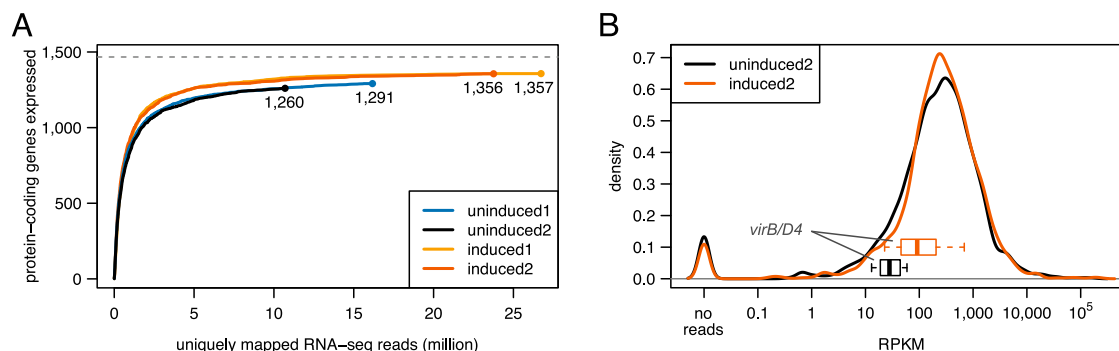 A
1,500
1,000
500
0
protein−coding genes expressed
1,260
1,291
1,356
1,357
uninduced1
uninduced2
induced1
induced2
0
5
10
15
20
25
uniquely mapped RNA−seq reads (million)
B
0.7
0.6
0.5
0.4
0.3
0.2
0.1
0.0
density
uninduced2
induced2
virB/D4
no reads
0.1
1
10
100
1,000
10,000
10⁵
RPKM